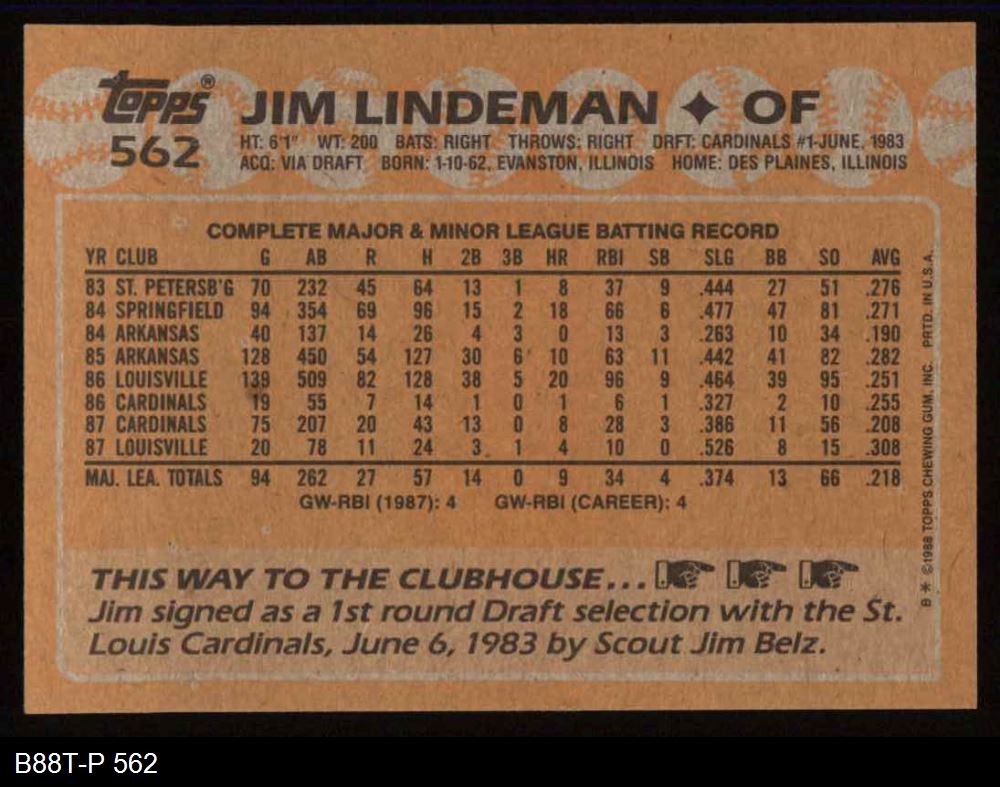 topps® JIM LINDEMAN ✦ OF
562 HT: 6'1" WT: 200 BATS: RIGHT THROWS: RIGHT DRFT: CARDINALS #1-JUNE, 1983
ACQ: VIA DRAFT BORN: 1-10-62, EVANSTON, ILLINOIS HOME: DES PLAINES, ILLINOIS
COMPLETE MAJOR & MINOR LEAGUE BATTING RECORD
YR CLUB G AB R H 2B 3B HR RBI SB SLG BB SO AVG
83 ST. PETERSB'G 70 232 45 64 13 1 8 37 9 .444 27 51 .276
84 SPRINGFIELD 94 354 69 96 15 2 18 66 6 .477 47 81 .271
84 ARKANSAS 40 137 14 26 4 3 0 13 3 .263 10 34 .190
85 ARKANSAS 128 450 54 127 30 6 10 63 11 .442 41 82 .282
86 LOUISVILLE 139 509 82 128 38 5 20 96 9 .464 39 95 .251
86 CARDINALS 19 55 7 14 1 0 1 6 1 .327 2 10 .255
87 CARDINALS 75 207 20 43 13 0 8 28 3 .386 11 56 .208
87 LOUISVILLE 20 78 11 24 3 1 4 10 0 .526 8 15 .308
MAJ. LEA. TOTALS 94 262 27 57 14 0 9 34 4 .374 13 66 .218
GW-RBI (1987): 4 GW-RBI (CAREER): 4
THIS WAY TO THE CLUBHOUSE...
Jim signed as a 1st round Draft selection with the St.
Louis Cardinals, June 6, 1983 by Scout Jim Belz.
B * ©1988 TOPPS CHEWING GUM, INC. PRTD. IN U.S.A.
B88T-P 562